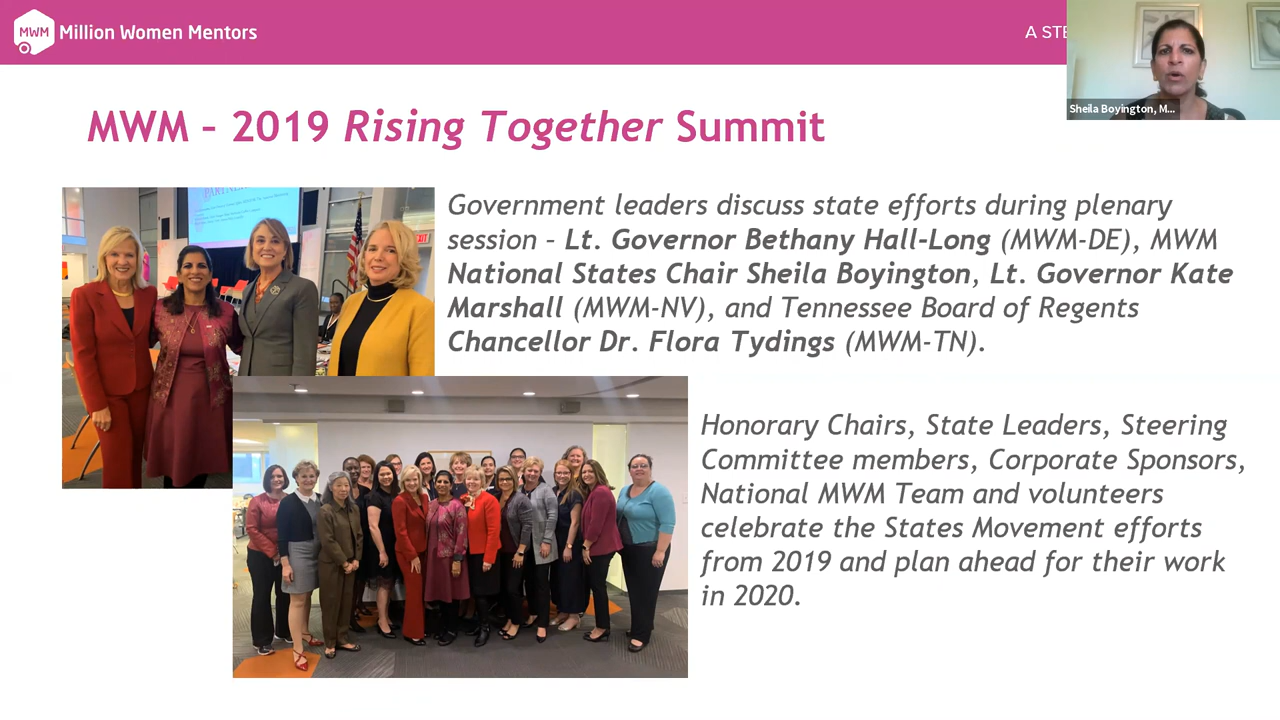 MWM
Million Women Mentors
A STE
Sheila Boyington, M...
MWM – 2019 Rising Together Summit
Government leaders discuss state efforts during plenary
session – Lt. Governor Bethany Hall-Long (MWM-DE), MWM
National States Chair Sheila Boyington, Lt. Governor Kate
Marshall (MWM-NV), and Tennessee Board of Regents
Chancellor Dr. Flora Tydings (MWM-TN).
EXIT
Honorary Chairs, State Leaders, Steering
Committee members, Corporate Sponsors,
National MWM Team and volunteers
celebrate the States Movement efforts
from 2019 and plan ahead for their work
in 2020.